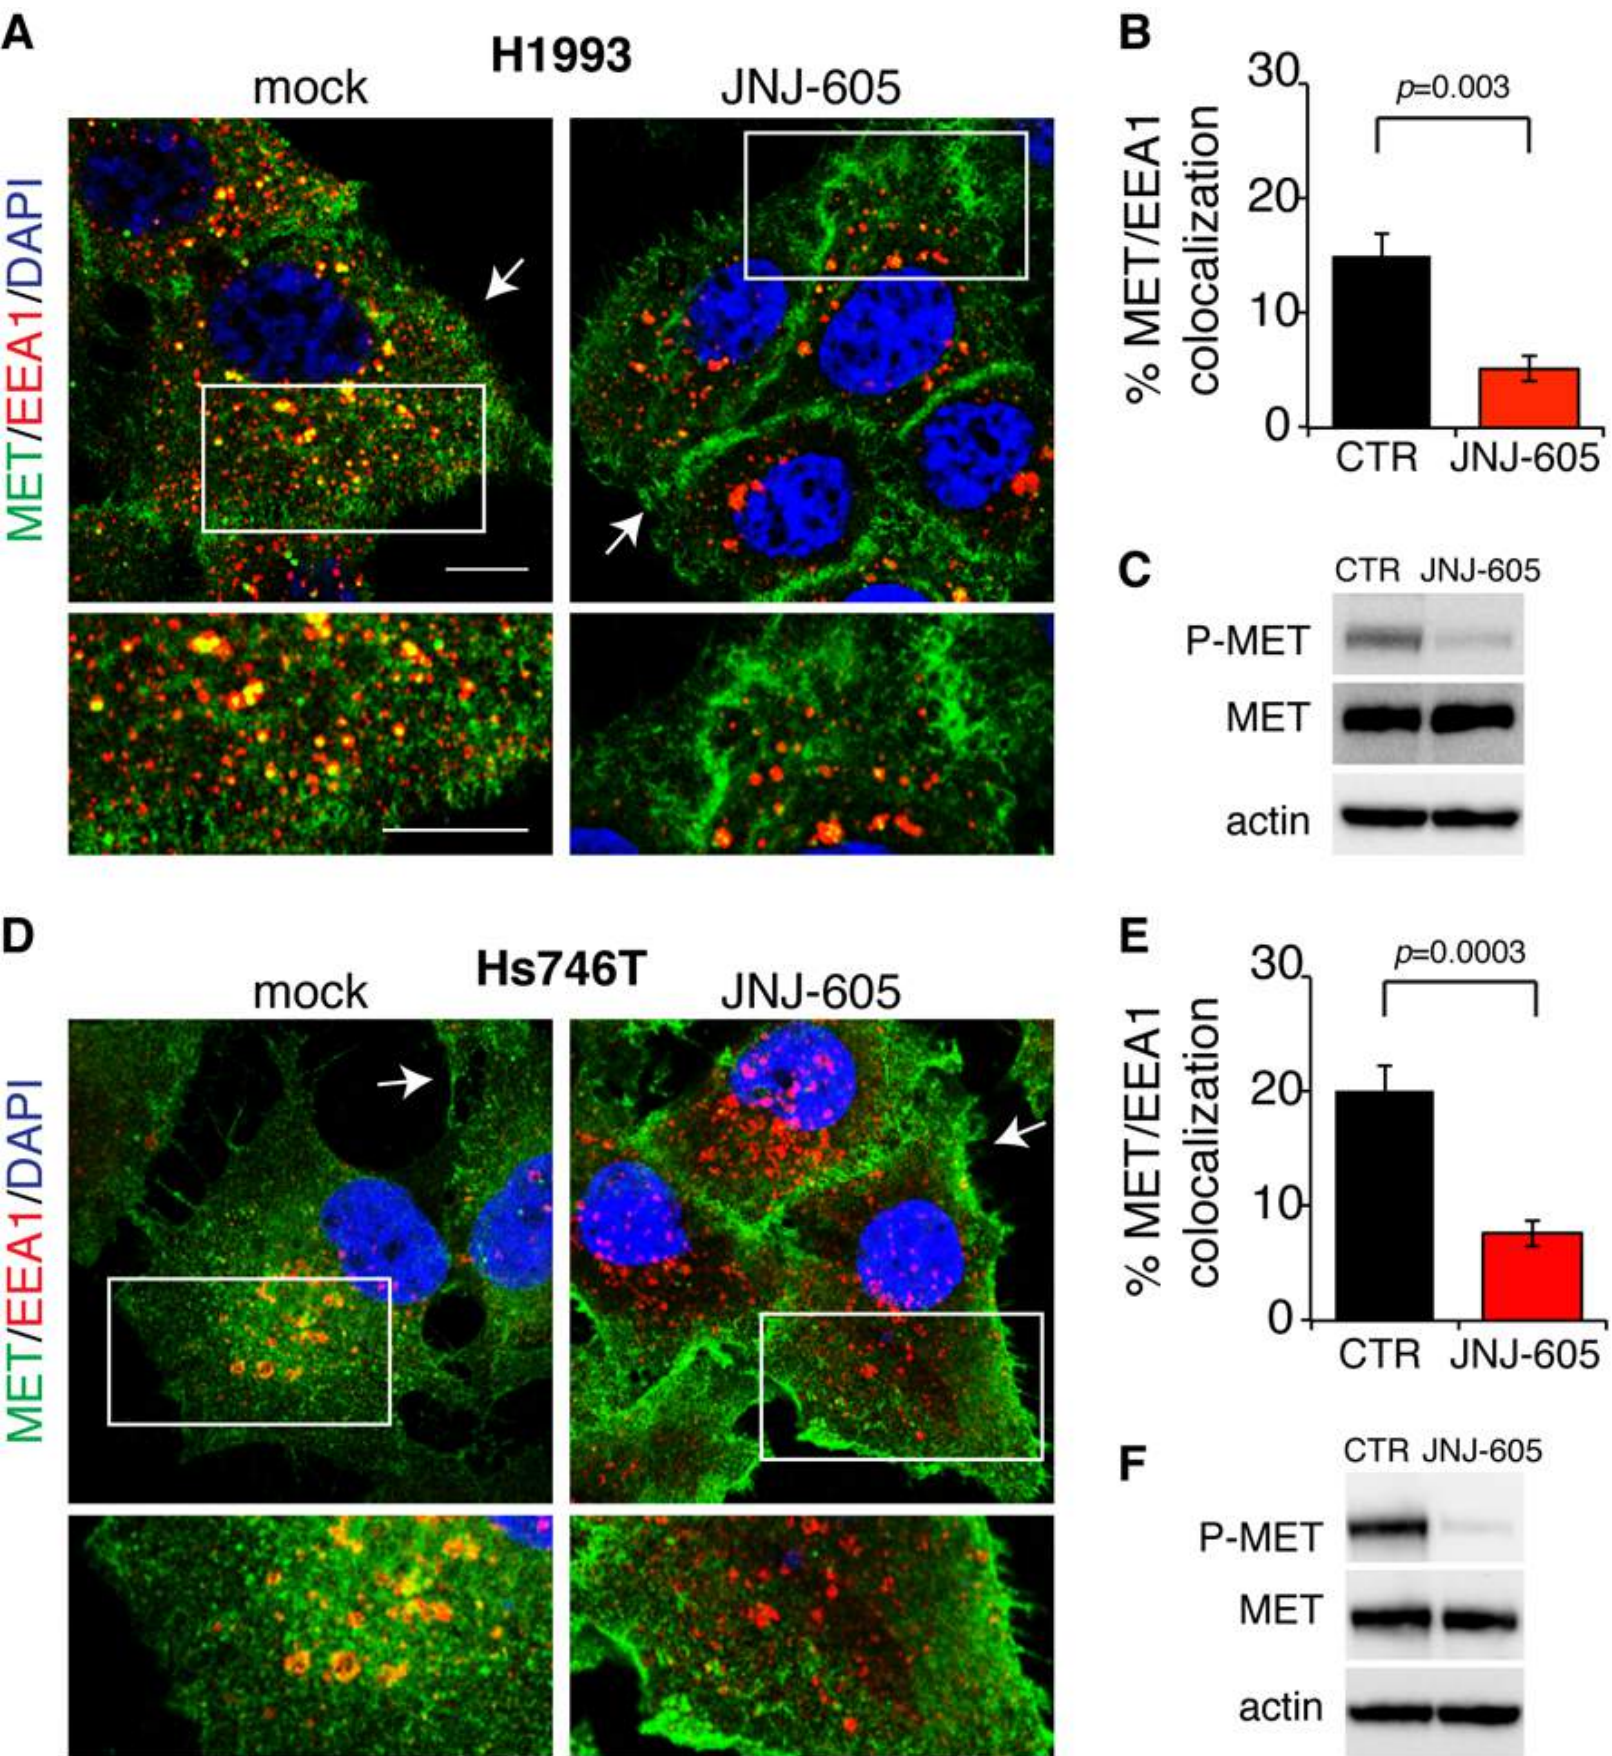 A
H1993
mock
JNJ-605
MET/EEA1/DAPI
B
% MET/EEA1
colocalization
30
20
10
0
p=0.003
CTR
JNJ-605
C
CTR JNJ-605
P-MET
MET
actin
D
Hs746T
mock
JNJ-605
MET/EEA1/DAPI
E
% MET/EEA1
colocalization
30
20
10
0
p=0.0003
CTR
JNJ-605
F
CTR JNJ-605
P-MET
MET
actin